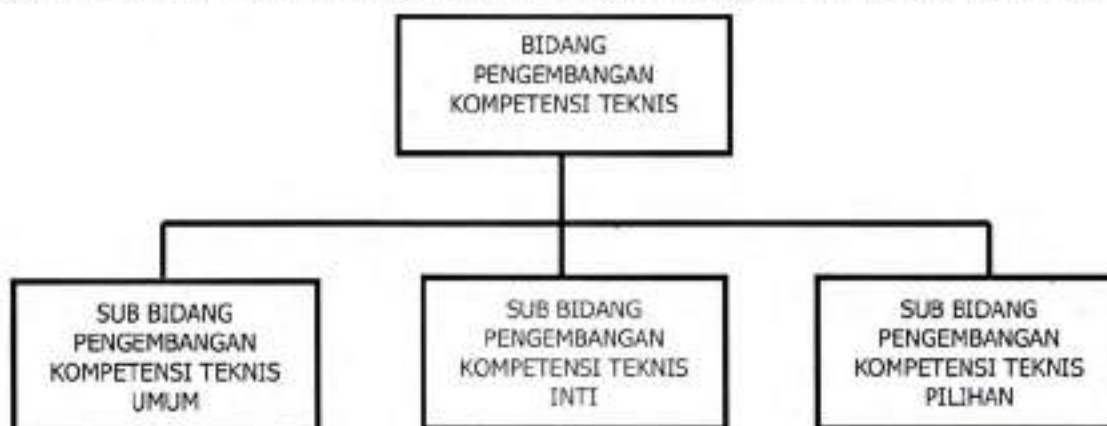 BIDANG
PENGEMBANGAN
KOMPETENSI TEKNIS
SUB BIDANG
PENGEMBANGAN
KOMPETENSI TEKNIS
UMUM
SUB BIDANG
PENGEMBANGAN
KOMPETENSI TEKNIS
INTI
SUB BIDANG
PENGEMBANGAN
KOMPETENSI TEKNIS
PILIHAN